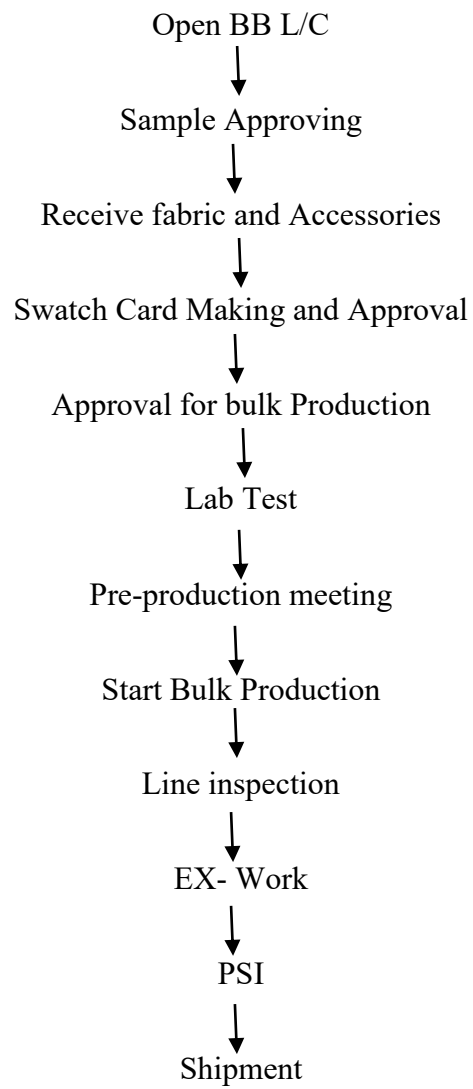 Open BB L/C
Sample Approving
Receive fabric and Accessories
Swatch Card Making and Approval
Approval for bulk Production
Lab Test
Pre-production meeting
Start Bulk Production
Line inspection
EX- Work
PSI
Shipment